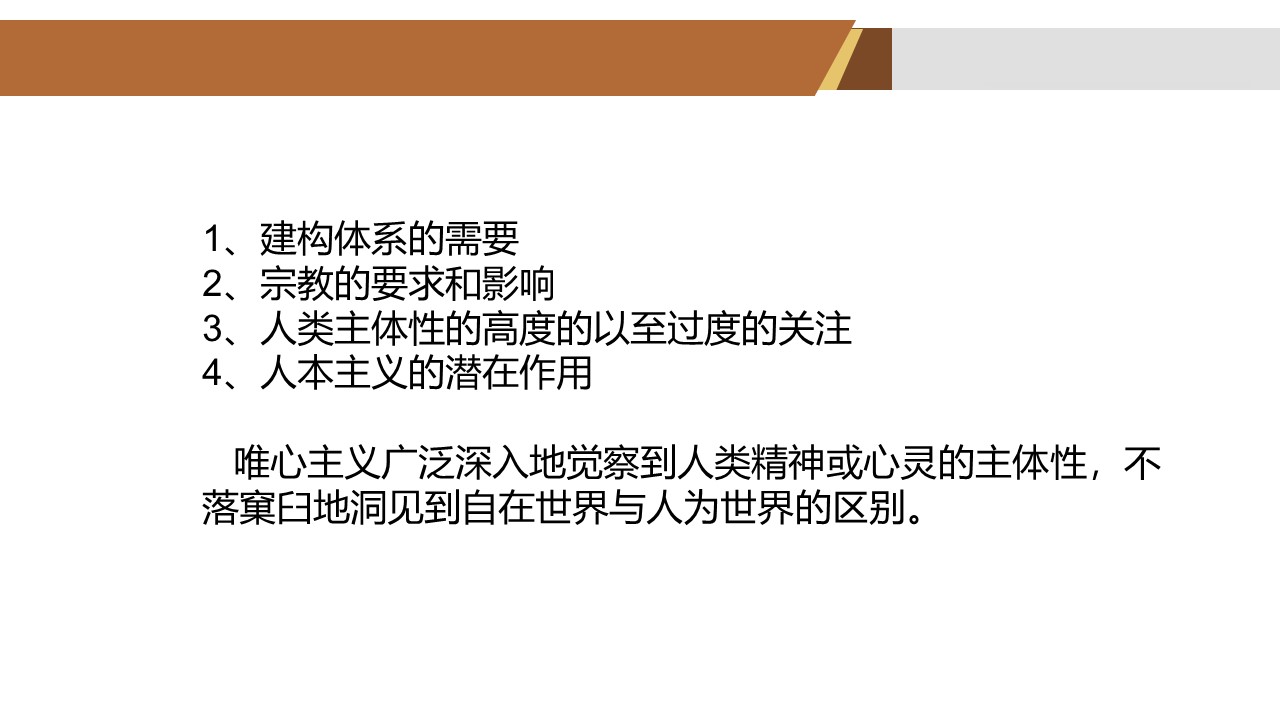 1、建构体系的需要
2、宗教的要求和影响
3、人类主体性的高度的以至过度的关注
4、人本主义的潜在作用
唯心主义广泛深入地觉察到人类精神或心灵的主体性，不
落窠臼地洞见到自在世界与人为世界的区别。